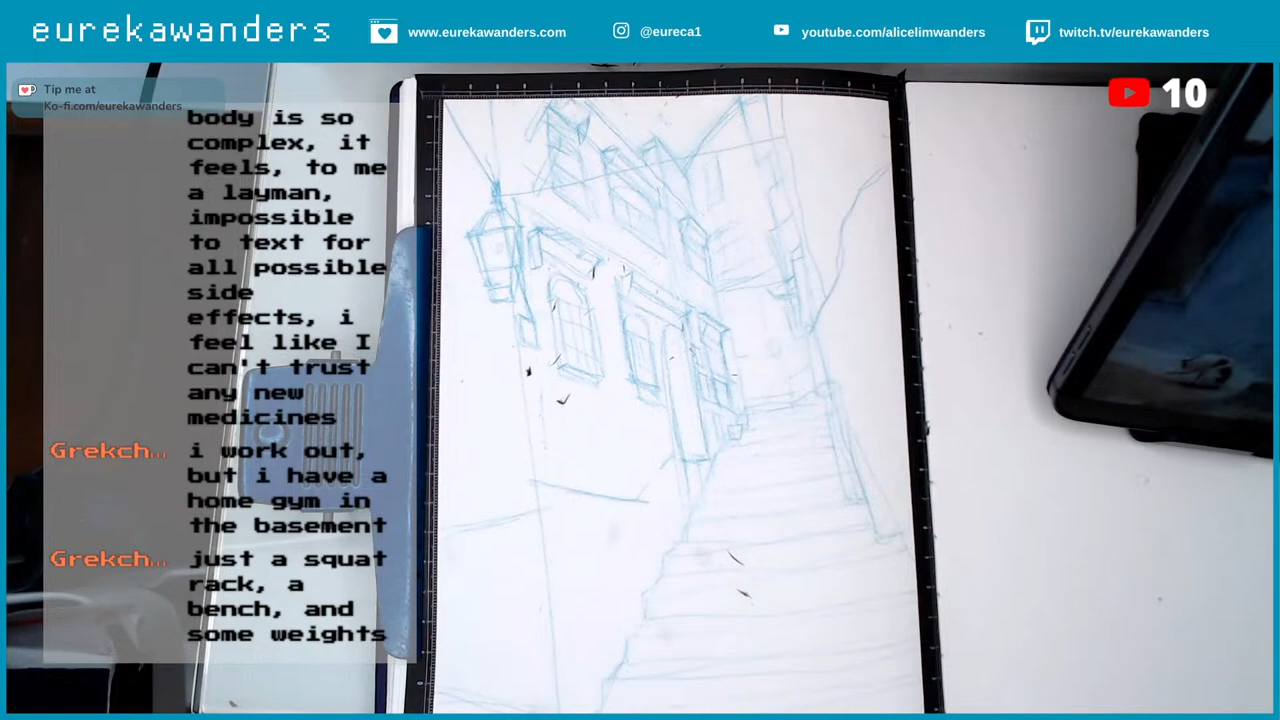 eurekawanders
www.eurekawanders.com
@eureca1
youtube.com/alicelimwanders
twitch.tv/eurekawanders
Tip me at
Ko-fi.com/eurekawanders
10
body is so
complex, it
feels, to me
a layman,
impossible
to text for
all possible
side
effects, i
feel like I
can't trust
any new
medicines
Grekch... i work out,
but i have a
home gym in
the basement
Grekch... just a squat
rack, a
bench, and
some weights